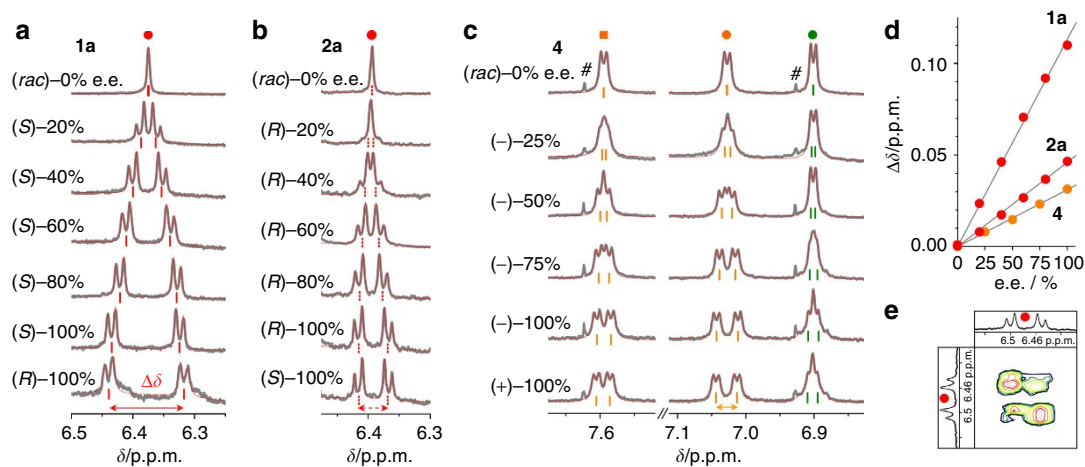 a
1a
(rac)–0% e.e.
(S)–20%
(S)–40%
(S)–60%
(S)–80%
(S)–100%
(R)–100%
Δδ
6.5 6.4 6.3
δ/p.p.m.
b
2a
(rac)–0% e.e.
(R)–20%
(R)–40%
(R)–60%
(R)–80%
(R)–100%
(S)–100%
6.4 6.3
δ/p.p.m.
c
4
# #
(rac)–0% e.e.
(–)–25%
(–)–50%
(–)–75%
(–)–100%
(+)–100%
7.6 7.1 7.0 6.9
δ/p.p.m.
d
1a
2a
4
0.10
0.05
0.00
Δδ/p.p.m.
0 25 50 75 100
e.e. / %
e
6.5 6.46 p.p.m.
6.5 6.46 p.p.m.